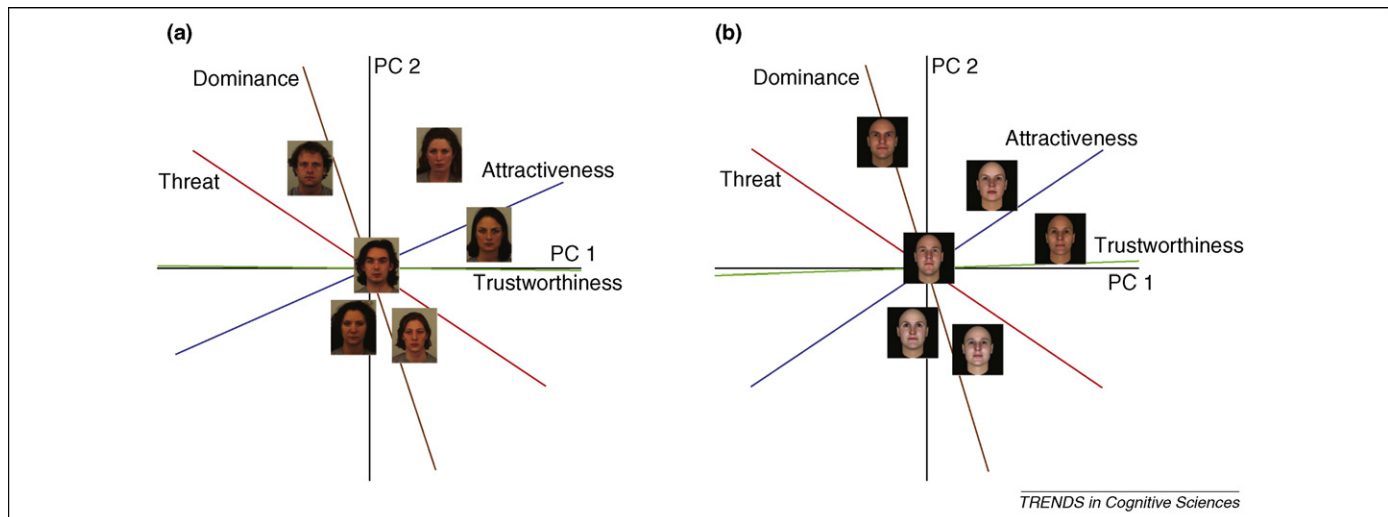 (a)
PC 2
Dominance
Attractiveness
Threat
PC 1
Trustworthiness
(b)
PC 2
Dominance
Attractiveness
Threat
Trustworthiness
PC 1
TRENDS in Cognitive Sciences